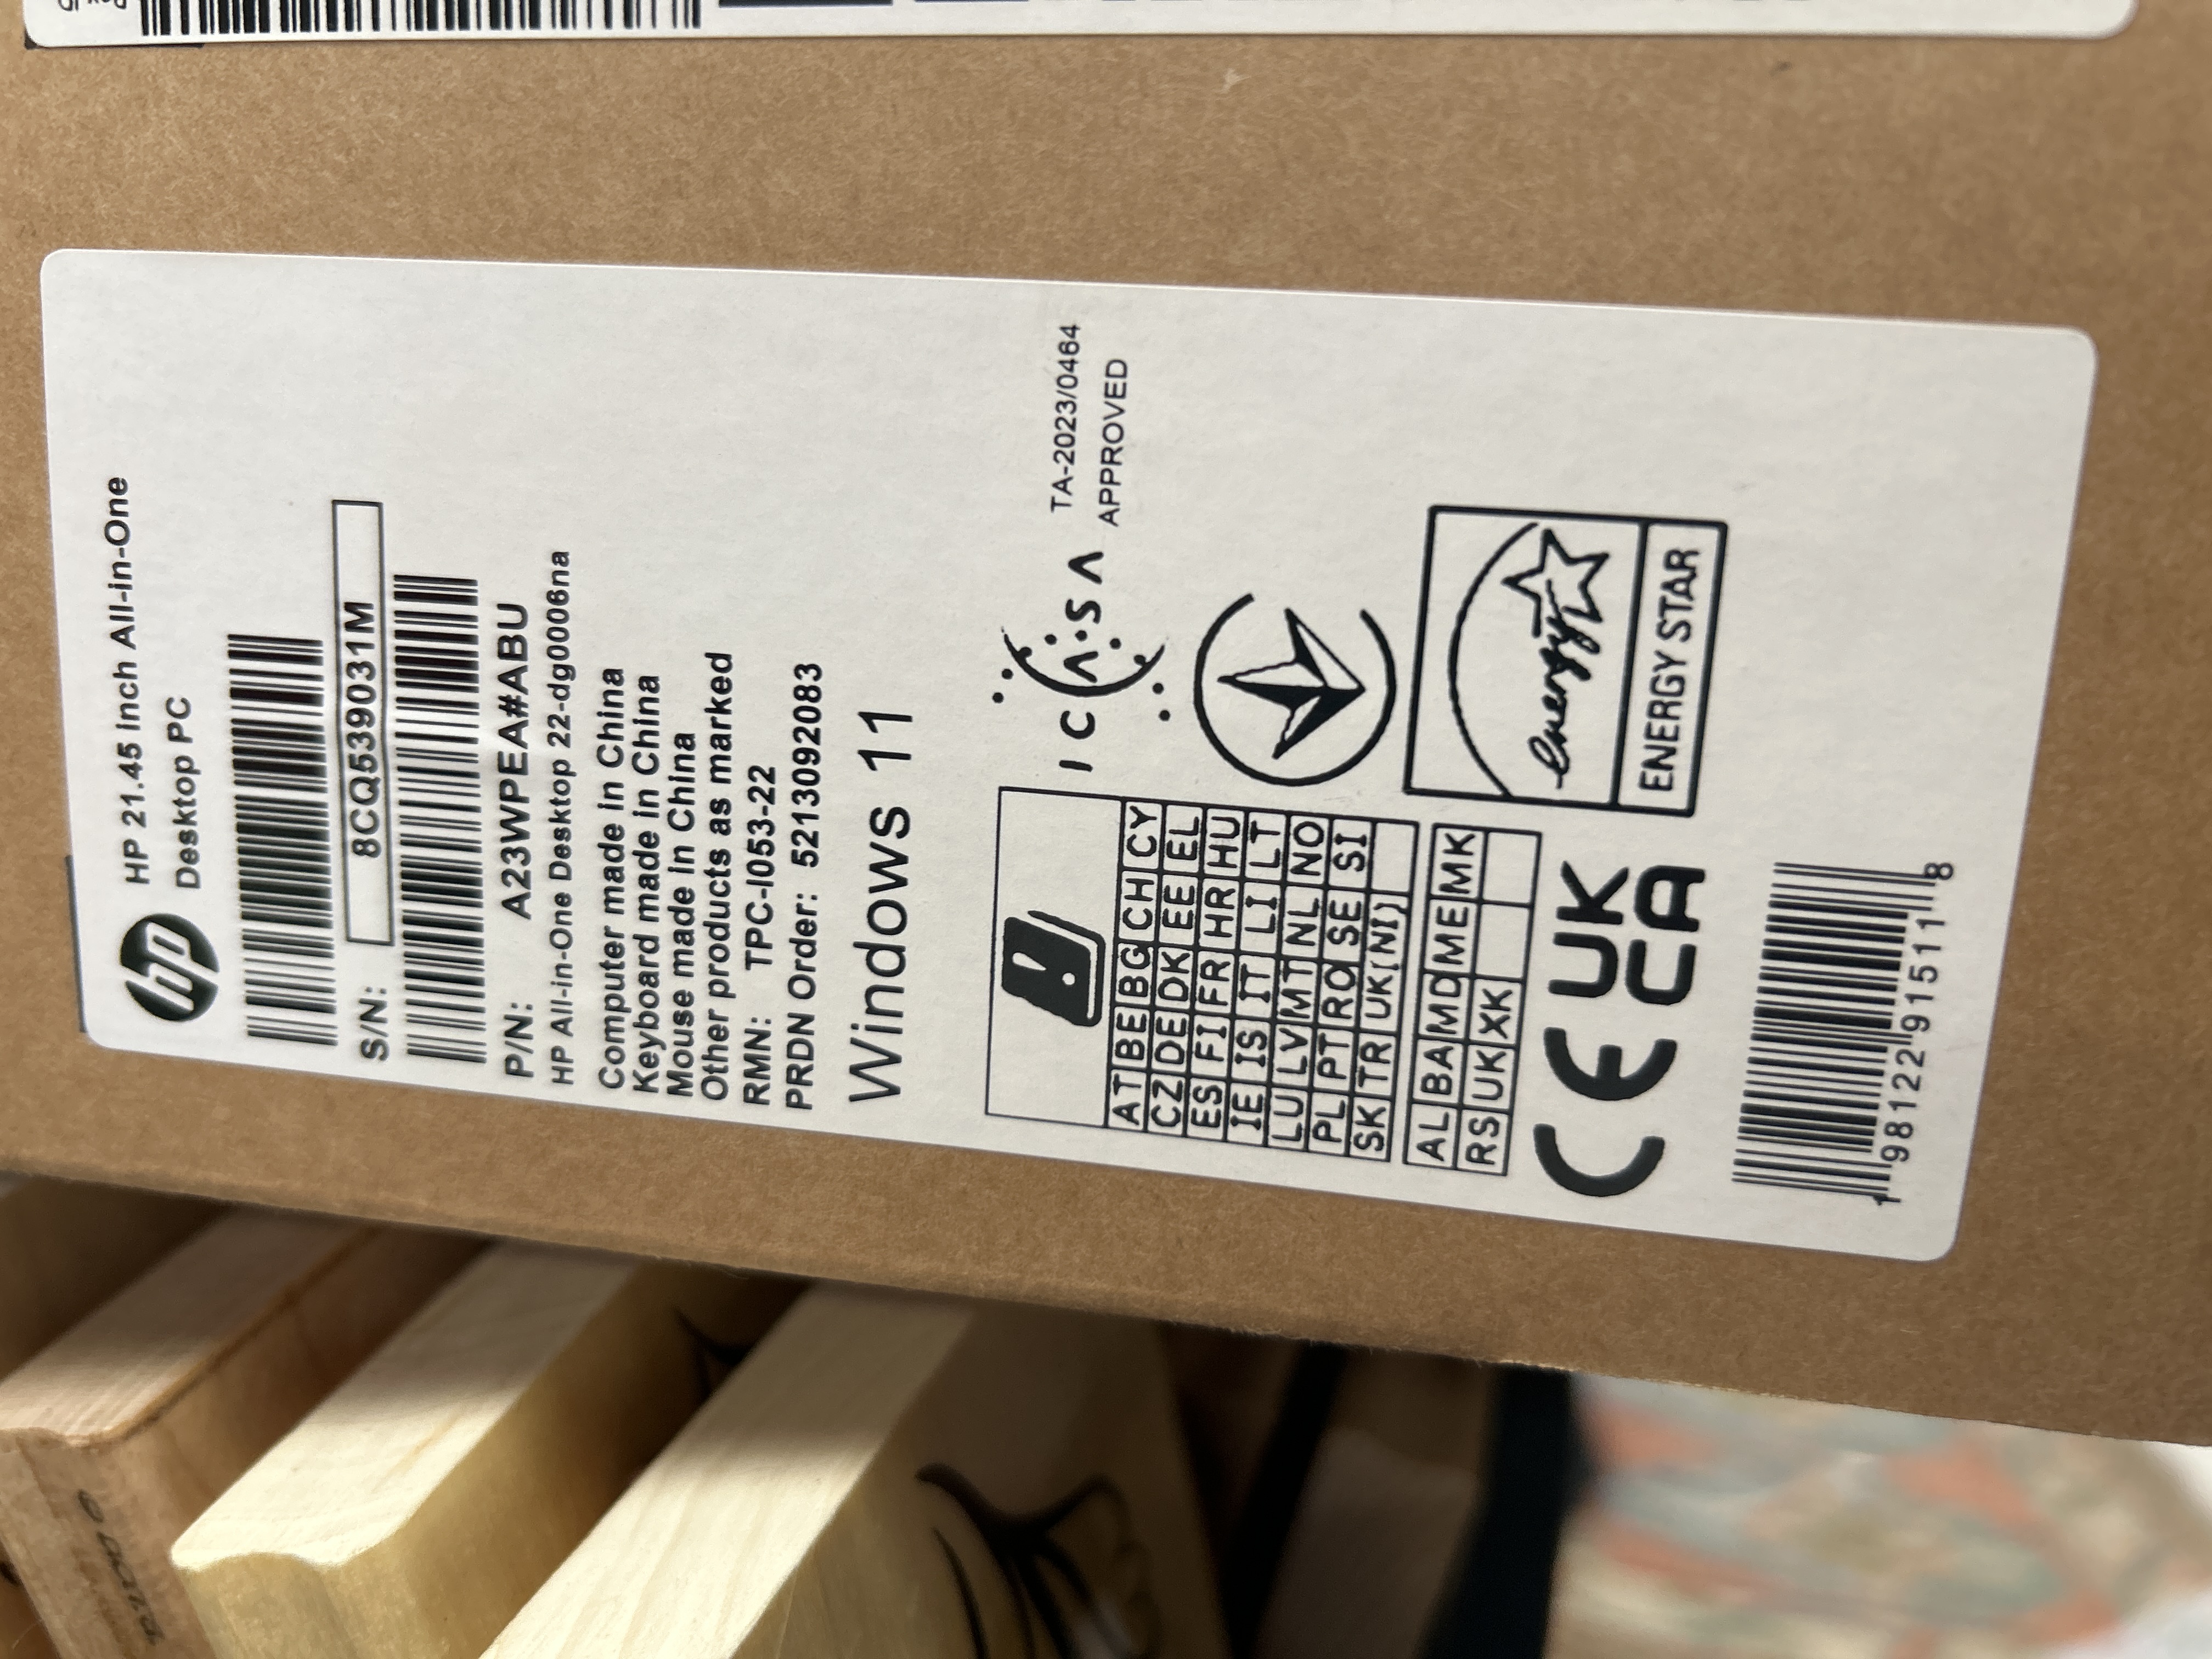 HP 21.45 inch All-in-One
Desktop PC
hp
S/N: 8CQ539031M
P/N: A23WPEA#ABU
HP All-in-One Desktop 22-dg0006na
Computer made in China
Keyboard made in China
Mouse made in China
Other products as marked
RMN: TPC-I053-22
PRDN Order: 5213092083
Windows 11
ICASA
TA-2023/0464
APPROVED
AT BE BG CH CY
CZ DE DK EE EL
ES FI FR HR HU
IE IS IT LI LT
LU LV MT NL NO
PL PT RO SE SI
SK TR UK(NI)
AL BA MD ME MK
RS UK XK
energy
ENERGY STAR
CE UK
CA
1 98122 91511 8